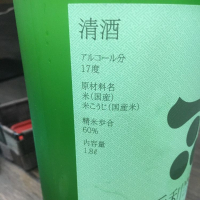 清酒
アルコール分
17度
原材料名
米(国産)
米こうじ(国産米)
精米歩合
60%
内容量
1.8ℓ